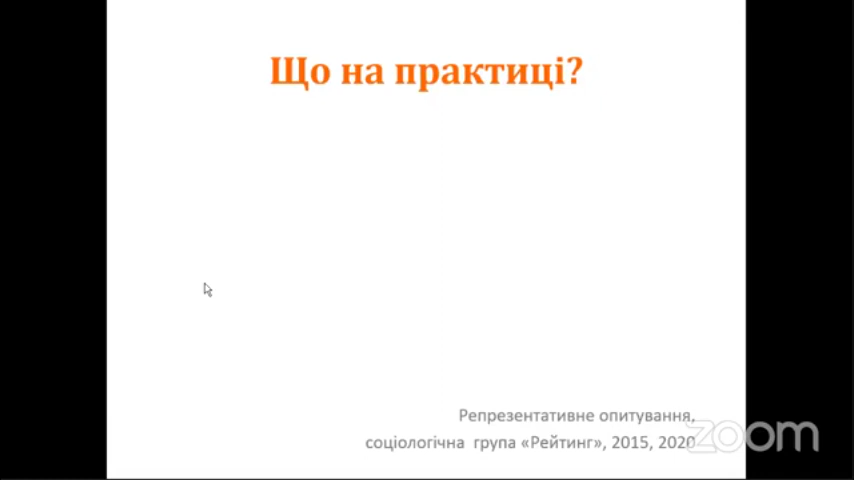 Що на практиці?
Репрезентативне опитування,
соціологічна група «Рейтинг», 2015, 2020
zoom